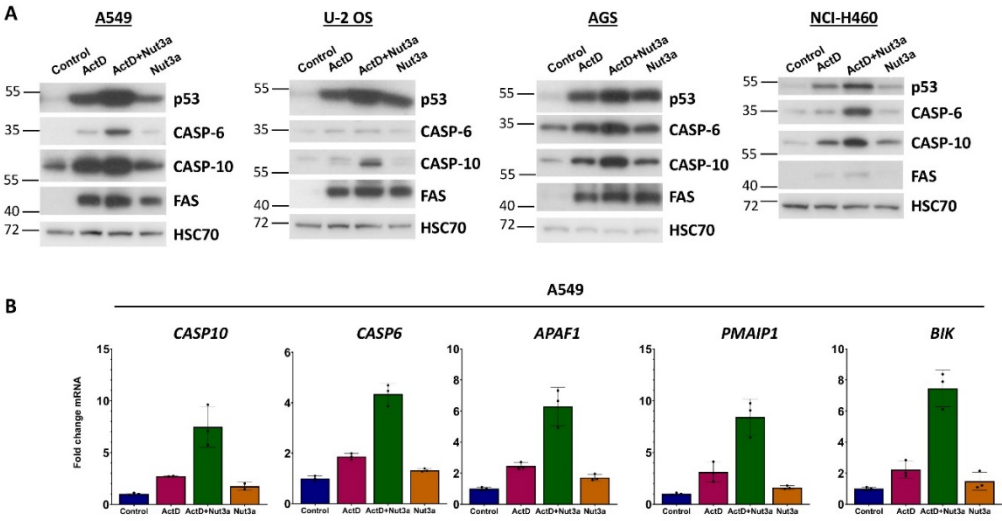 A
A549
U-2 OS
AGS
NCI-H460
Control ActD ActD+Nut3a Nut3a
Control ActD ActD+Nut3a Nut3a
Control ActD ActD+Nut3a Nut3a
Control ActD ActD+Nut3a Nut3a
55 p53
35 CASP-6
CASP-10
55
FAS
40
72 HSC70
55 p53
35 CASP-6
CASP-10
55
FAS
40
72 HSC70
55 p53
35 CASP-6
CASP-10
55
FAS
40
72 HSC70
55 p53
35 CASP-6
CASP-10
55
FAS
40
72 HSC70
B
A549
CASP10
CASP6
APAF1
PMAIP1
BIK
Fold change mRNA
15
10
5
0
Control ActD ActD+Nut3a Nut3a
6
4
2
0
Control ActD ActD+Nut3a Nut3a
10
8
6
4
2
0
Control ActD ActD+Nut3a Nut3a
15
10
5
0
Control ActD ActD+Nut3a Nut3a
10
8
6
4
2
0
Control ActD ActD+Nut3a Nut3a